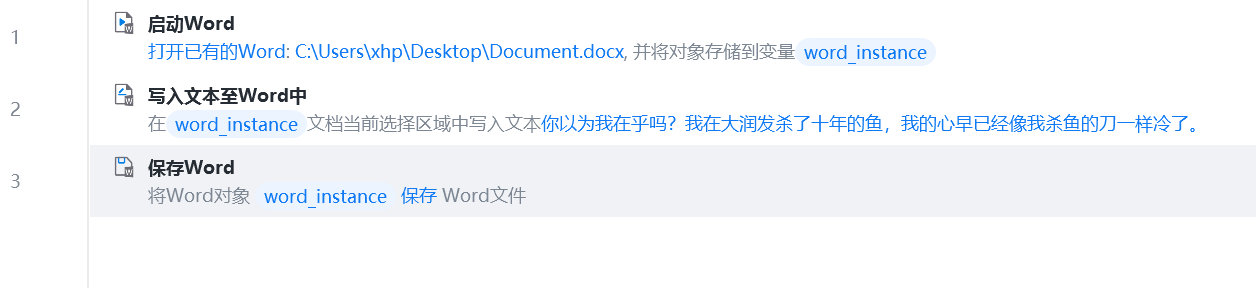 1
启动Word
打开已有的Word: C:\Users\xhp\Desktop\Document.docx, 并将对象存储到变量 word_instance
2
写入文本至Word中
在 word_instance 文档当前选择区域中写入文本你以为我在乎吗？我在大润发杀了十年的鱼，我的心早已经像我杀鱼的刀一样冷了。
3
保存Word
将Word对象 word_instance 保存 Word文件